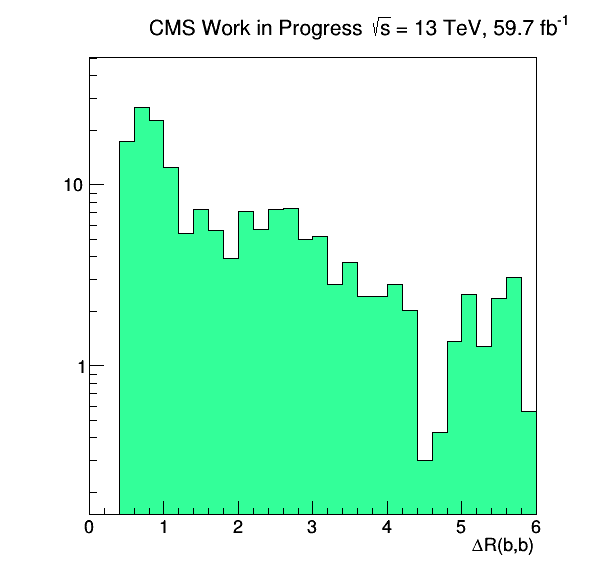 CMS Work in Progress √s = 13 TeV, 59.7 fb⁻¹
10
1
0 1 2 3 4 5 6
ΔR(b,b)